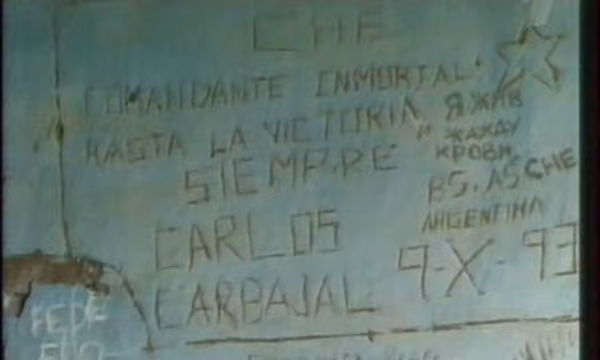 CHE
COMANDANTE INMORTAL
HASTA LA VICTORIA
SIEMPRE
Я ЖИВ
И ЖАЖДУ
КРОВИ
CARLOS
CARBAJAL
BS. AS CHE
ARGENTINA
9-X-93
FEDE